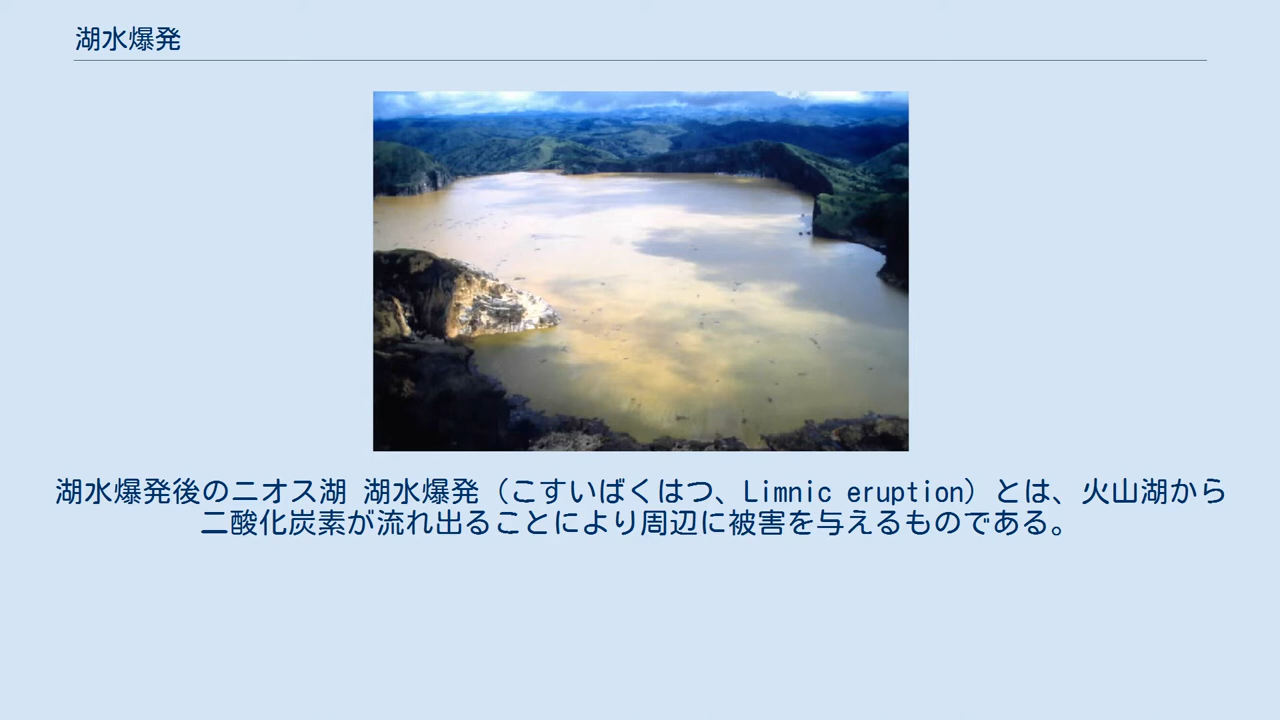 湖水爆発
湖水爆発後のニオス湖 湖水爆発（こすいばくはつ、Limnic eruption）とは、火山湖から
二酸化炭素が流れ出ることにより周辺に被害を与えるものである。